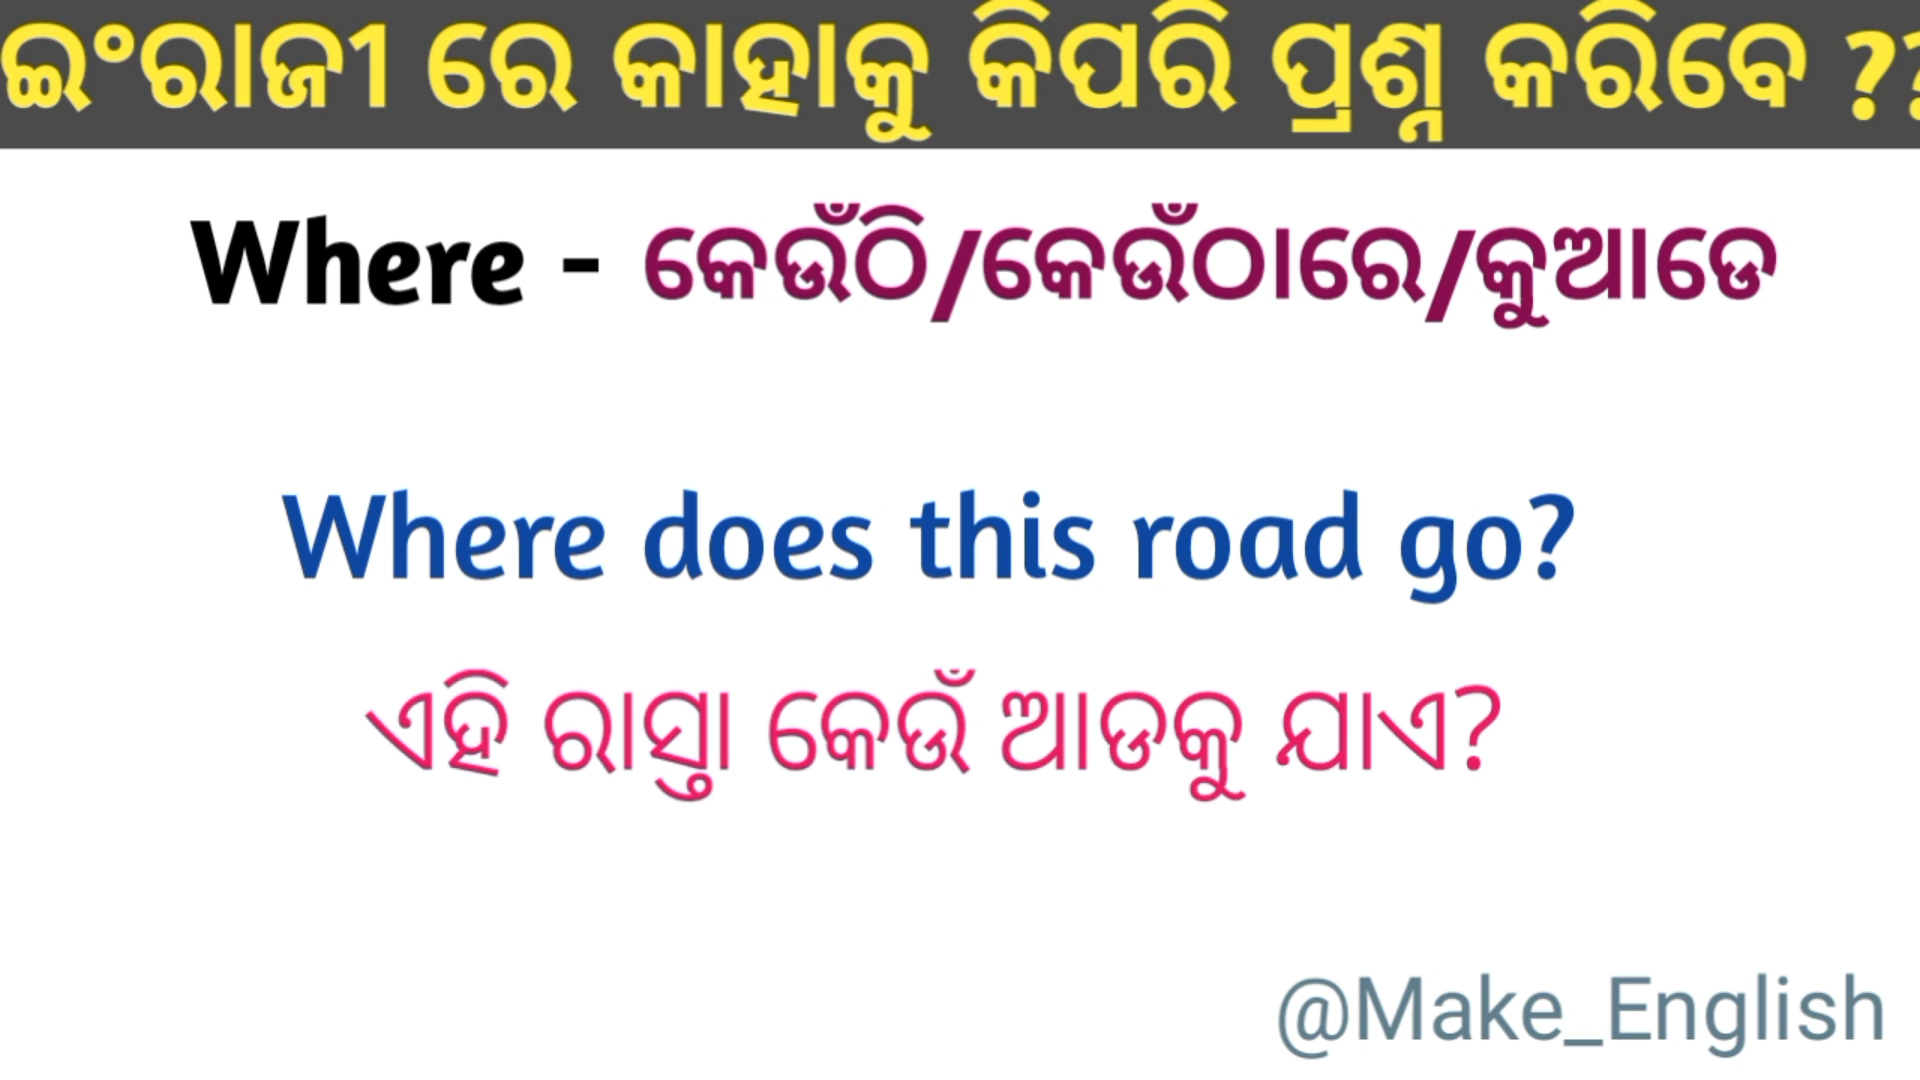 ଇଂରାଜୀ ରେ କାହାକୁ କିପରି ପ୍ରଶ୍ନ କରିବେ ??
Where - କେଉଁଠି/କେଉଁଠାରେ/କୁଆଡେ
Where does this road go?
ଏହି ରାସ୍ତା କେଉଁ ଆଡକୁ ଯାଏ?
@Make_English